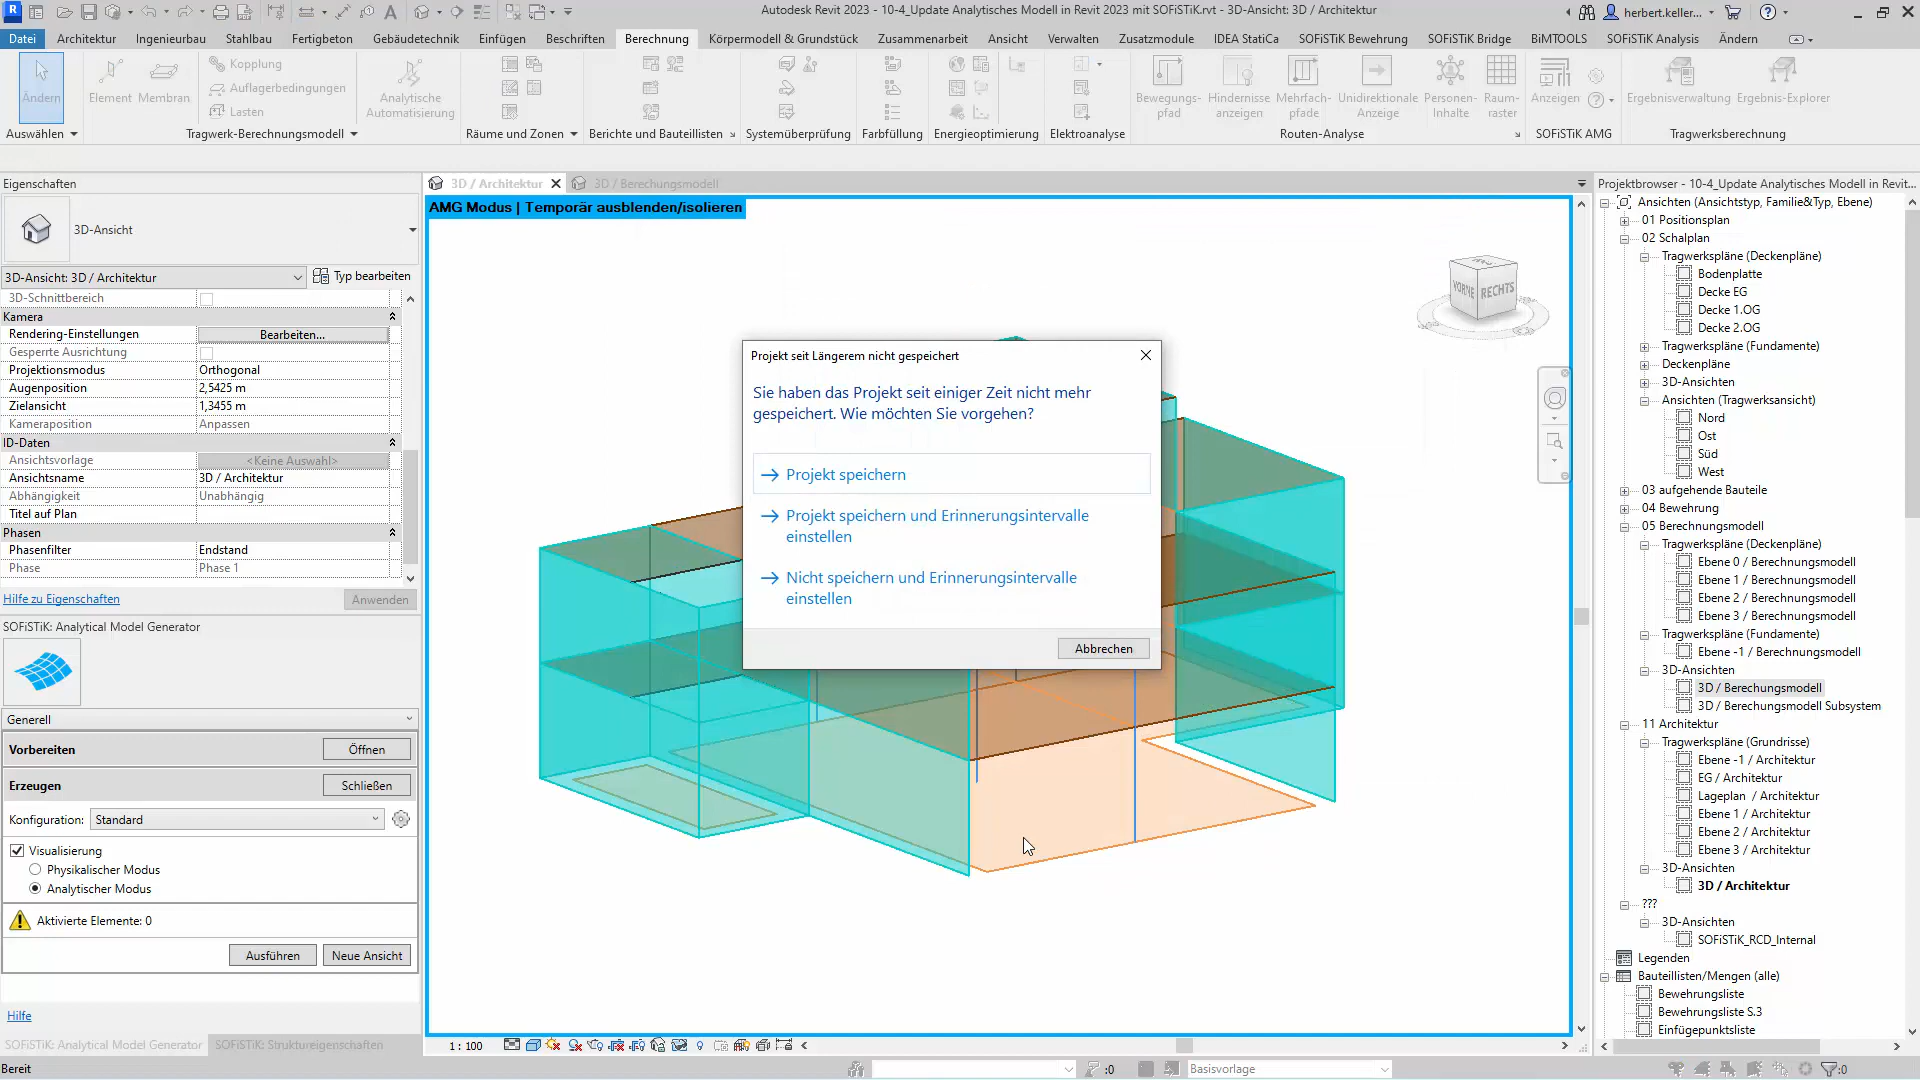 Autodesk Revit 2023 - 10-4_Update Analytisches Modell in Revit 2023 mit SOFiSTiK.rvt - 3D-Ansicht: 3D / Architektur
herbert.keller...
Datei Architektur Ingenieurbau Stahlbau Fertigbeton Gebäudetechnik Einfügen Beschriften Berechnung Körpermodell & Grundstück Zusammenarbeit Ansicht Verwalten Zusatzmodule IDEA StatiCa SOFiSTiK Bewehrung SOFiSTiK Bridge BiMTOOLS SOFiSTiK Analysis Ändern
Ändern
Element Membran
Kopplung
Auflagerbedingungen
Lasten
Analytische
Automatisierung
Bewegungs-
pfad
Hindernisse
anzeigen
Mehrfach-
pfade
Unidirektionale
Anzeige
Personen-
Inhalte
Raum-
raster
Anzeigen
Ergebnisverwaltung Ergebnis-Explorer
Auswählen Tragwerk-Berechnungsmodell Räume und Zonen Berichte und Bauteillisten Systemüberprüfung Farbfüllung Energieoptimierung Elektroanalyse Routen-Analyse SOFiSTiK AMG Tragwerksberechnung
Eigenschaften
3D-Ansicht
3D-Ansicht: 3D / Architektur
Typ bearbeiten
3D-Schnittbereich
Kamera
Rendering-Einstellungen Bearbeiten...
Gesperte Ausrichtung
Projektionsmodus Orthogonal
Augenposition 2,5425 m
Zielansicht 1,3455 m
Kameraposition Anpassen
ID-Daten
Ansichtsvorlage <Keine Auswahl>
Ansichtsname 3D / Architektur
Abhängigkeit Unabhängig
Titel auf Plan
Phasen
Phasenfilter Endstand
Phase Phase 1
Hilfe zu Eigenschaften
Anwenden
SOFiSTiK: Analytical Model Generator
Generell
Vorbereiten Öffnen
Erzeugen Schließen
Konfiguration: Standard
Visualisierung
Physikalischer Modus
Analytischer Modus
Aktivierte Elemente: 0
Ausführen Neue Ansicht
Hilfe
SOFiSTiK: Analytical Model Generator SOFiSTiK: Struktureigenschaften
Bereit
3D / Architektur 3D / Berechungsmodell
AMG Modus | Temporär ausblenden/isolieren
VORNE RECHTS
Projekt seit Längerem nicht gespeichert
Sie haben das Projekt seit einiger Zeit nicht mehr
gespeichert. Wie möchten Sie vorgehen?
Projekt speichern
Projekt speichern und Erinnerungsintervalle
einstellen
Nicht speichern und Erinnerungsintervalle
einstellen
Abbrechen
1 : 100
:0
Basisvorlage
:0
Projektbrowser - 10-4_Update Analytisches Modell in Revit...
Ansichten (Ansichtstyp, Familie&Typ, Ebene)
01 Positionsplan
02 Schalplan
Tragwerkspläne (Deckenpläne)
Bodenplatte
Decke EG
Decke 1.OG
Decke 2.OG
Tragwerkspläne (Fundamente)
Deckenpläne
3D-Ansichten
Ansichten (Tragwerksansicht)
Nord
Ost
Süd
West
03 aufgehende Bauteile
04 Bewehrung
05 Berechnungsmodell
Tragwerkspläne (Deckenpläne)
Ebene 0 / Berechnungsmodell
Ebene 1 / Berechnungsmodell
Ebene 2 / Berechnungsmodell
Ebene 3 / Berechnungsmodell
Tragwerkspläne (Fundamente)
Ebene -1 / Berechnungsmodell
3D-Ansichten
3D / Berechungsmodell
3D / Berechungsmodell Subsystem
11 Architektur
Tragwerkspläne (Grundrisse)
Ebene -1 / Architektur
EG / Architektur
Lageplan / Architektur
Ebene 1 / Architektur
Ebene 2 / Architektur
Ebene 3 / Architektur
3D-Ansichten
3D / Architektur
???
3D-Ansichten
SOFiSTiK_RCD_Internal
Legenden
Bauteillisten/Mengen (alle)
Bewehrungsliste
Bewehrungsliste S.3
Einfügepunktsliste